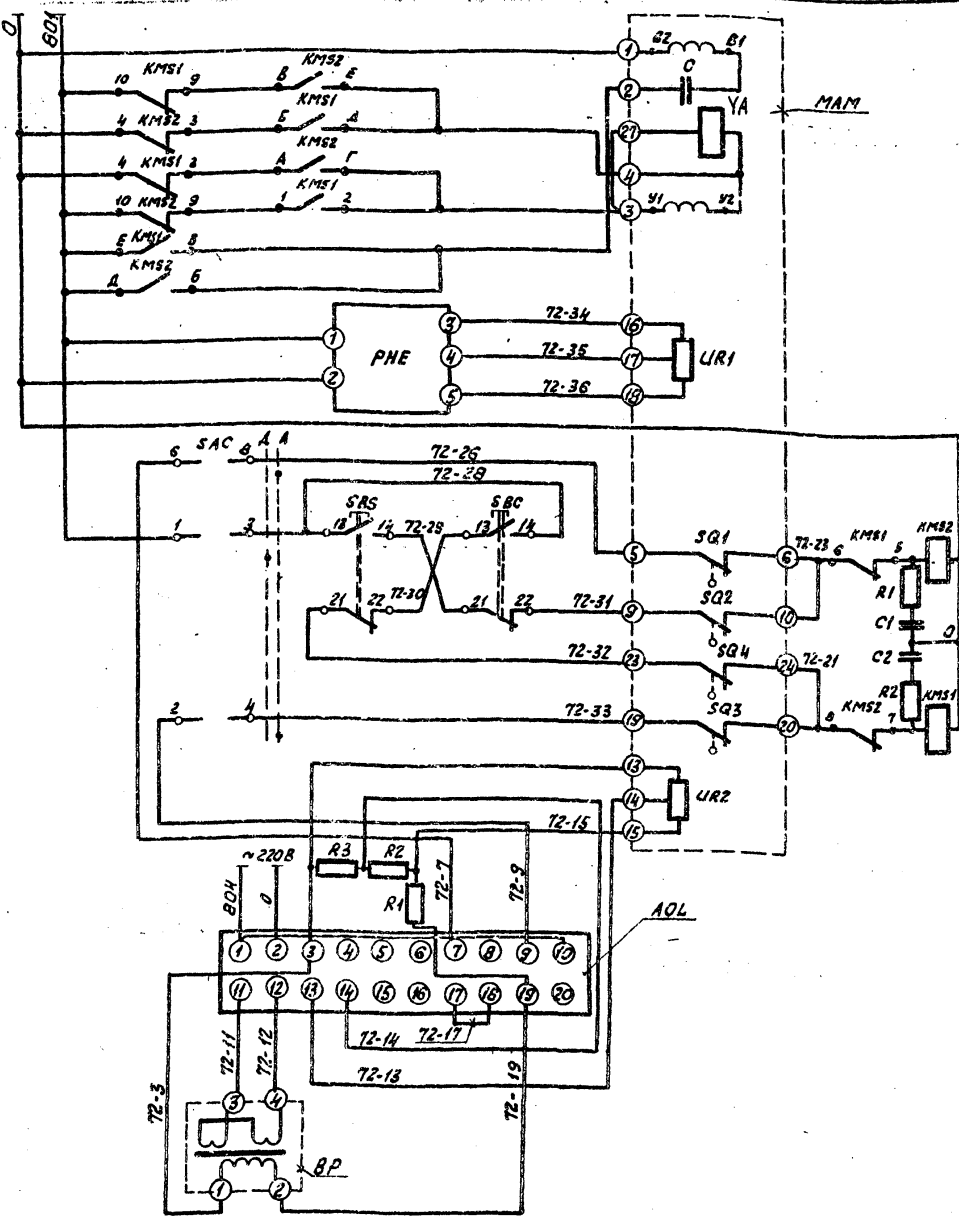 0 801
1 G2 B1
10 KMS1 9 B KMS2 E 2 C
4 KMS2 3 Б KMS1 Д 27 YA MAM
4 KMS1 3 A KMS2 Г 4
10 KMS2 9 1 KMS1 2 3 У1 У2
E KMS1 B
Д KMS2 Б
1 PHE 3 72-34 16
4 72-35 17 UR1
2 5 72-36 18
6 SAC 8 Д A 72-26
72-28
1 3 13 SBS 14 72-29 13 SBC 14
5 SQ1 6 72-23 6 KMS1 5 KMS2
21 22 72-30 21 22 72-31 9 SQ2 10 R1
C1
0
72-32 23 SQ4 24 72-21 C2
2 4 72-33 19 SQ3 20 8 KMS2 7 R2 KMS1
13
14 UR2
72-15 15
~220В R3 R2
804 0 R1 72-7 72-9
AOL
1 2 3 4 5 6 7 8 9 10
11 12 13 14 15 16 17 18 19 20
72-14 72-17
72-11 72-12 72-13
72-3 72-19
3 4
BP
1 2